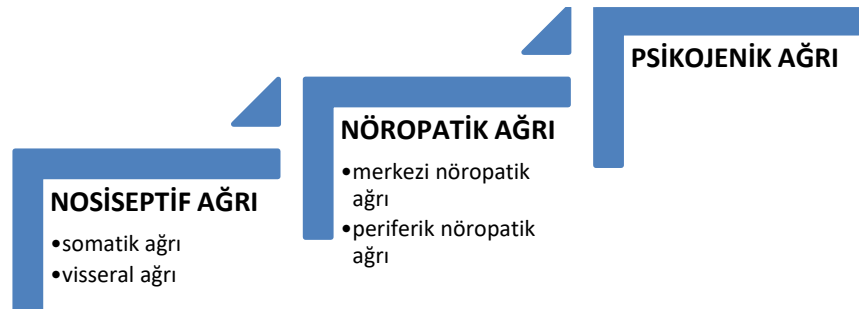 NOSİSEPTİF AĞRI
•somatik ağrı
•visseral ağrı
NÖROPATİK AĞRI
•merkezi nöropatik
ağrı
•periferik nöropatik
ağrı
PSİKOJENİK AĞRI